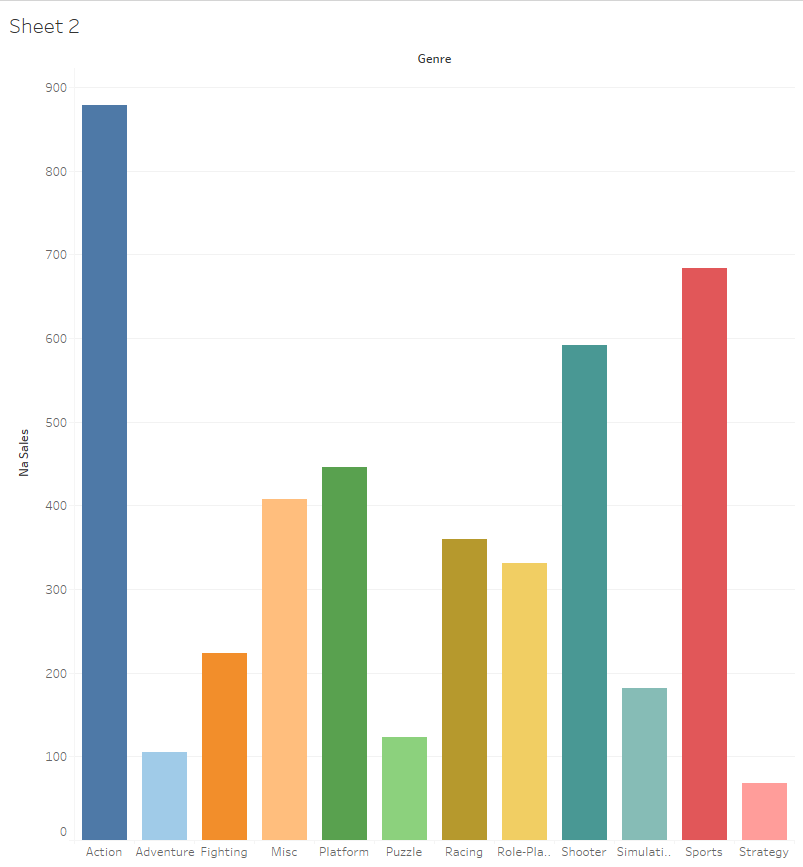 Sheet 2
Genre
900
800
700
600
500
400
300
200
100
0
Na Sales
Action Adventure Fighting Misc Platform Puzzle Racing Role-Pla.. Shooter Simulati.. Sports Strategy